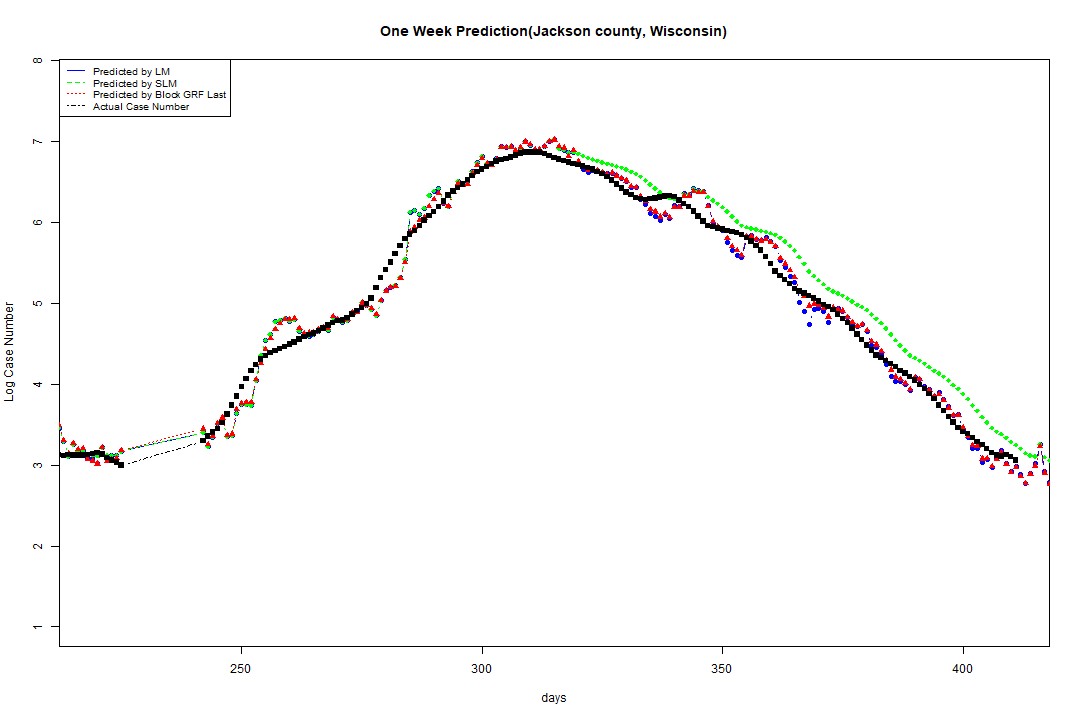 One Week Prediction(Jackson county, Wisconsin)
Predicted by LM
Predicted by SLM
Predicted by Block GRF Last
Actual Case Number
8
7
6
5
4
3
2
1
Log Case Number
250 300 350 400
days